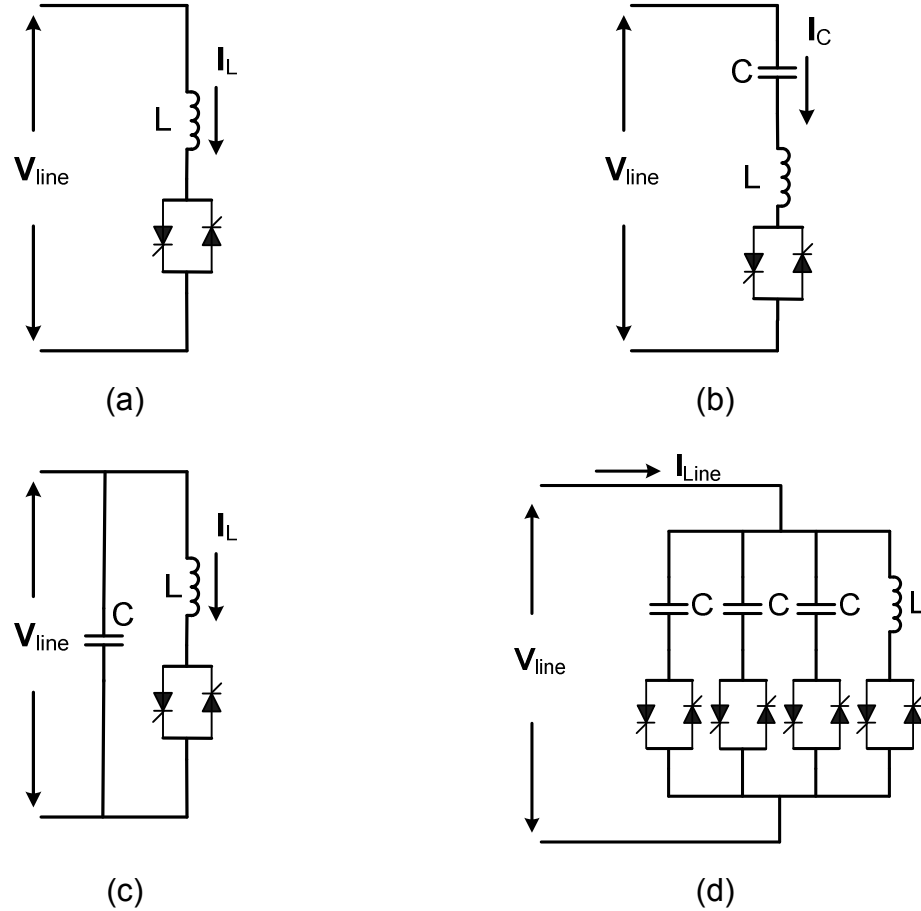 I_L
L
V_line
(a)
I_C
C
L
V_line
(b)
I_L
L
C
V_line
(c)
I_Line
C C C L
V_line
(d)